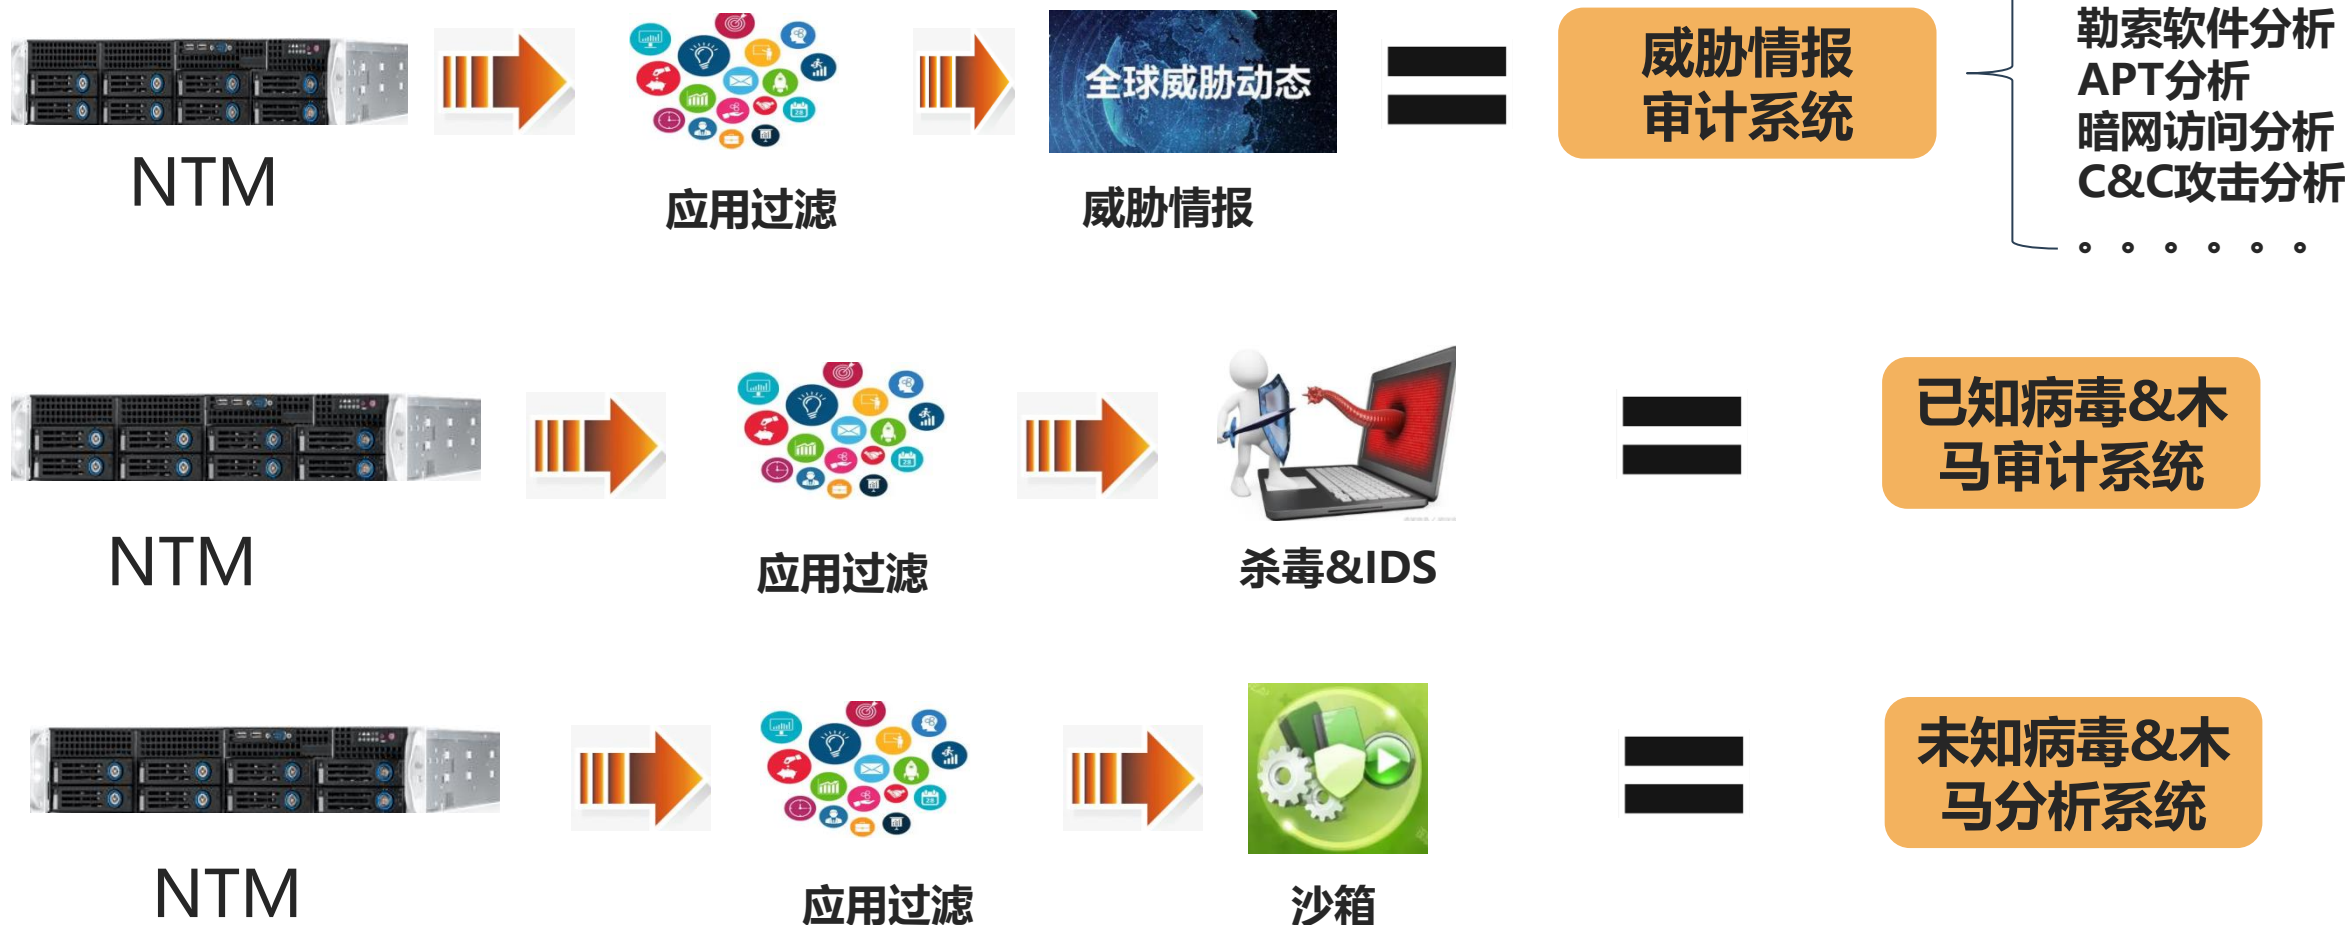 全球威胁动态
威胁情报
审计系统
勒索软件分析
APT分析
暗网访问分析
C&C攻击分析
。。。。。。
NTM
应用过滤
威胁情报
已知病毒&木
马审计系统
NTM
应用过滤
杀毒&IDS
未知病毒&木
马分析系统
NTM
应用过滤
沙箱